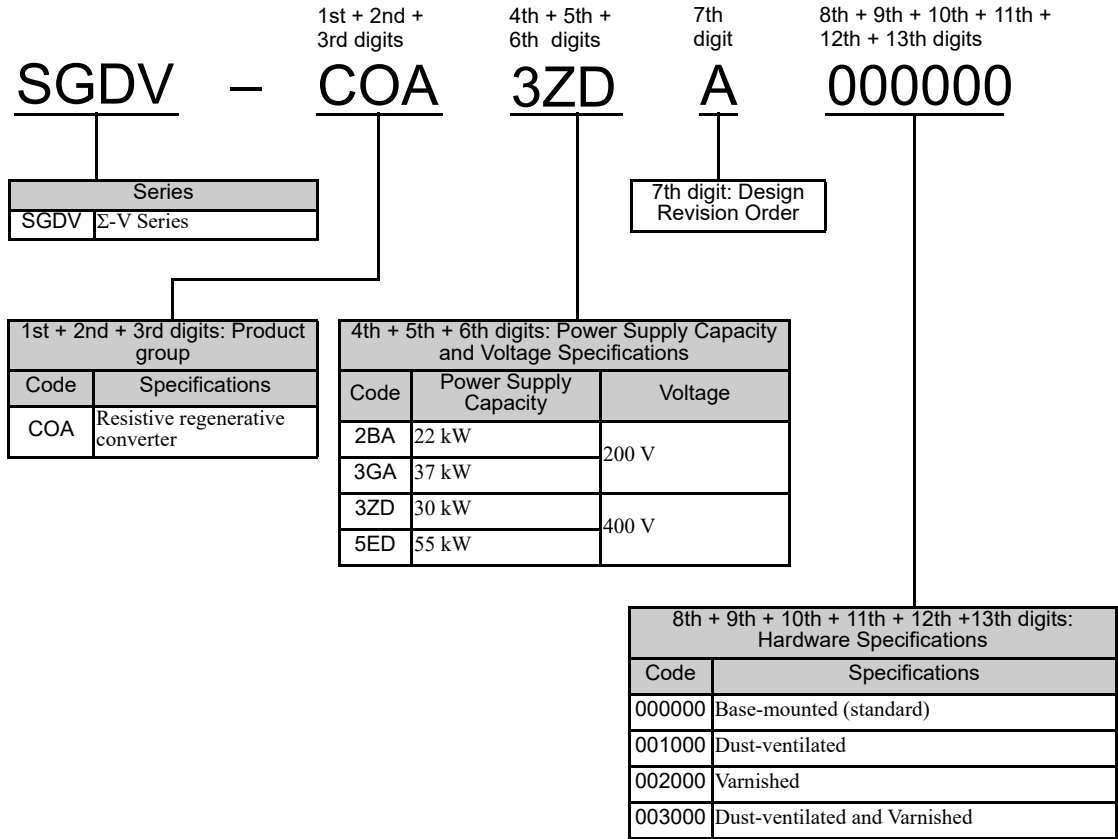 1st + 2nd +
3rd digits
4th + 5th +
6th digits
7th
digit
8th + 9th + 10th + 11th +
12th + 13th digits
SGDV – COA 3ZD A 000000
Series
SGDV Σ-V Series
7th digit: Design
Revision Order
1st + 2nd + 3rd digits: Product
group
Code Specifications
COA Resistive regenerative
converter
4th + 5th + 6th digits: Power Supply Capacity
and Voltage Specifications
Code Power Supply
Capacity Voltage
2BA 22 kW 200 V
3GA 37 kW
3ZD 30 kW 400 V
5ED 55 kW
8th + 9th + 10th + 11th + 12th +13th digits:
Hardware Specifications
Code Specifications
000000 Base-mounted (standard)
001000 Dust-ventilated
002000 Varnished
003000 Dust-ventilated and Varnished